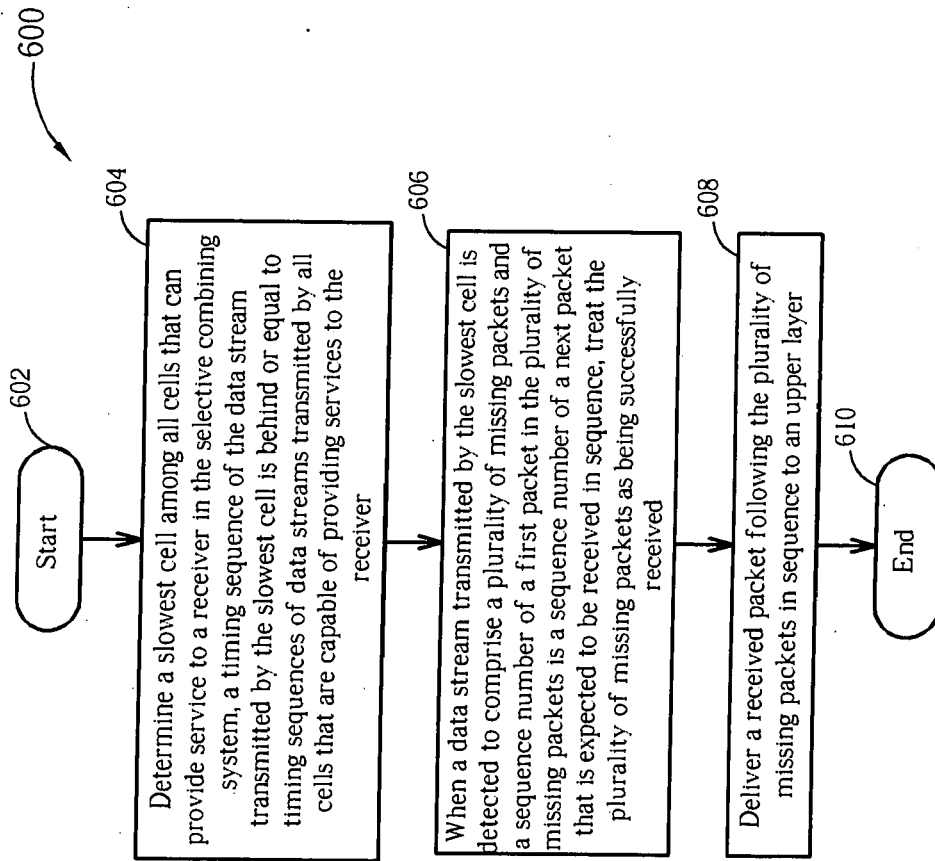 600
602
Start
604
Determine a slowest cell among all cells that can
provide service to a receiver in the selective combining
system, a timing sequence of the data stream
transmitted by the slowest cell is behind or equal to
timing sequences of data streams transmitted by all
cells that are capable of providing services to the
receiver
606
When a data stream transmitted by the slowest cell is
detected to comprise a plurality of missing packets and
a sequence number of a first packet in the plurality of
missing packets is a sequence number of a next packet
that is expected to be received in sequence, treat the
plurality of missing packets as being successfully
received
608
Deliver a received packet following the plurality of
missing packets in sequence to an upper layer
610
End